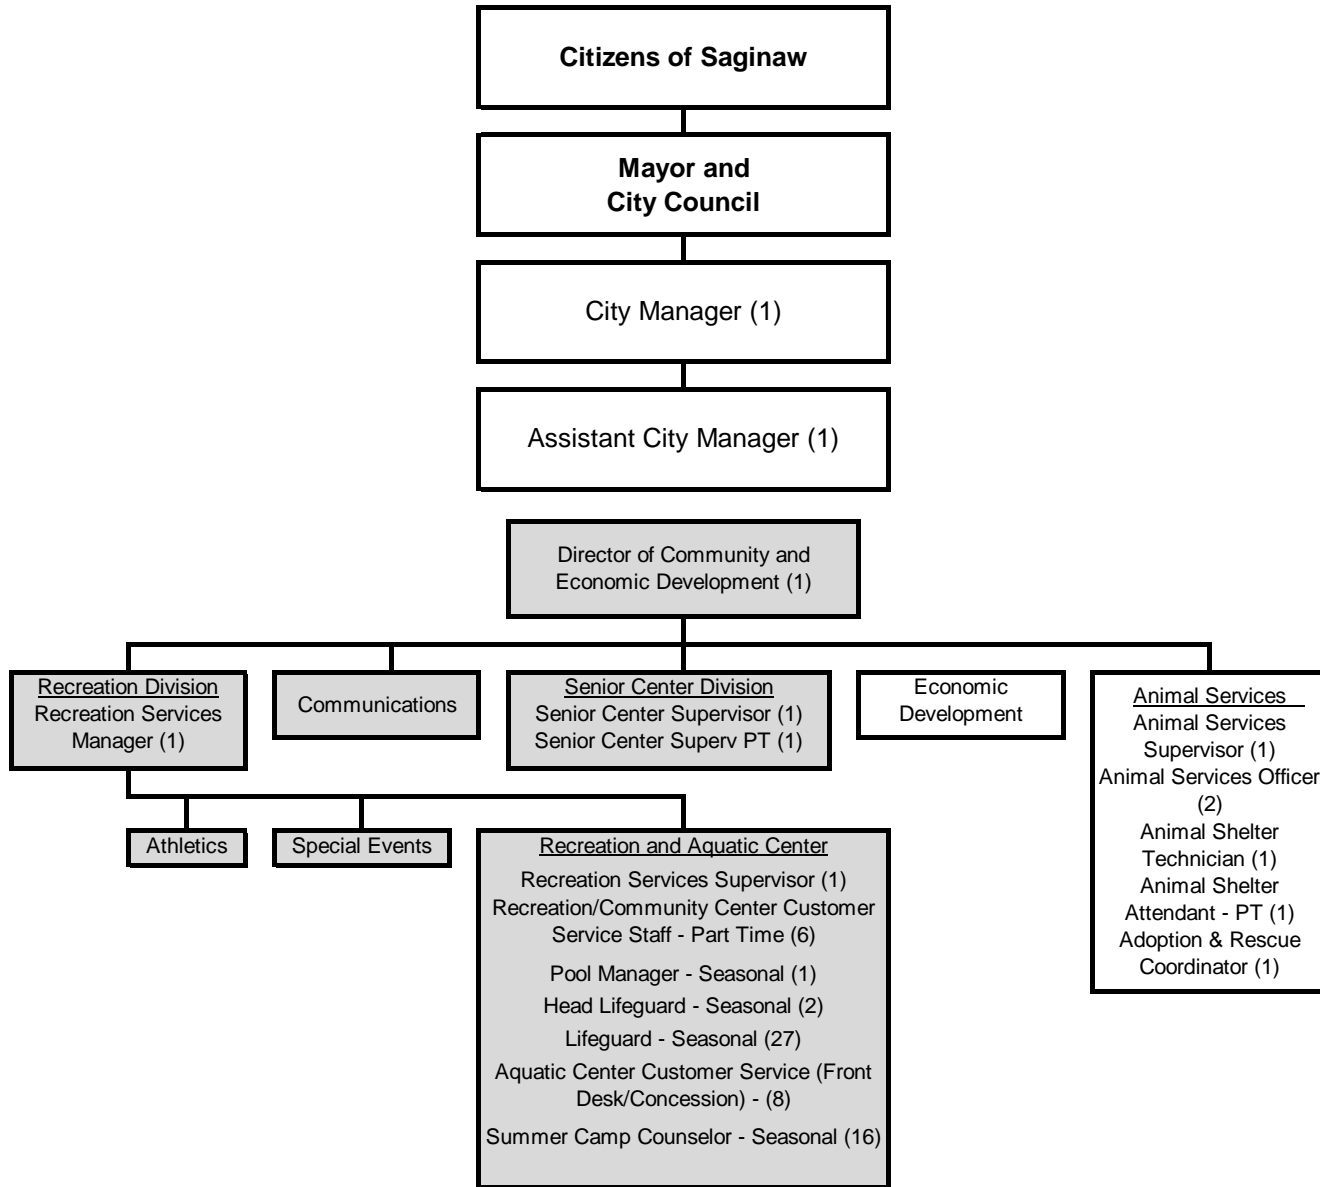 Citizens of Saginaw
Mayor and
City Council
City Manager (1)
Assistant City Manager (1)
Director of Community and
Economic Development (1)
Recreation Division
Recreation Services
Manager (1)
Communications
Senior Center Division
Senior Center Supervisor (1)
Senior Center Superv PT (1)
Economic
Development
Animal Services
Animal Services
Supervisor (1)
Animal Services Officer
(2)
Animal Shelter
Technician (1)
Animal Shelter
Attendant - PT (1)
Adoption & Rescue
Coordinator (1)
Athletics
Special Events
Recreation and Aquatic Center
Recreation Services Supervisor (1)
Recreation/Community Center Customer
Service Staff - Part Time (6)
Pool Manager - Seasonal (1)
Head Lifeguard - Seasonal (2)
Lifeguard - Seasonal (27)
Aquatic Center Customer Service (Front
Desk/Concession) - (8)
Summer Camp Counselor - Seasonal (16)